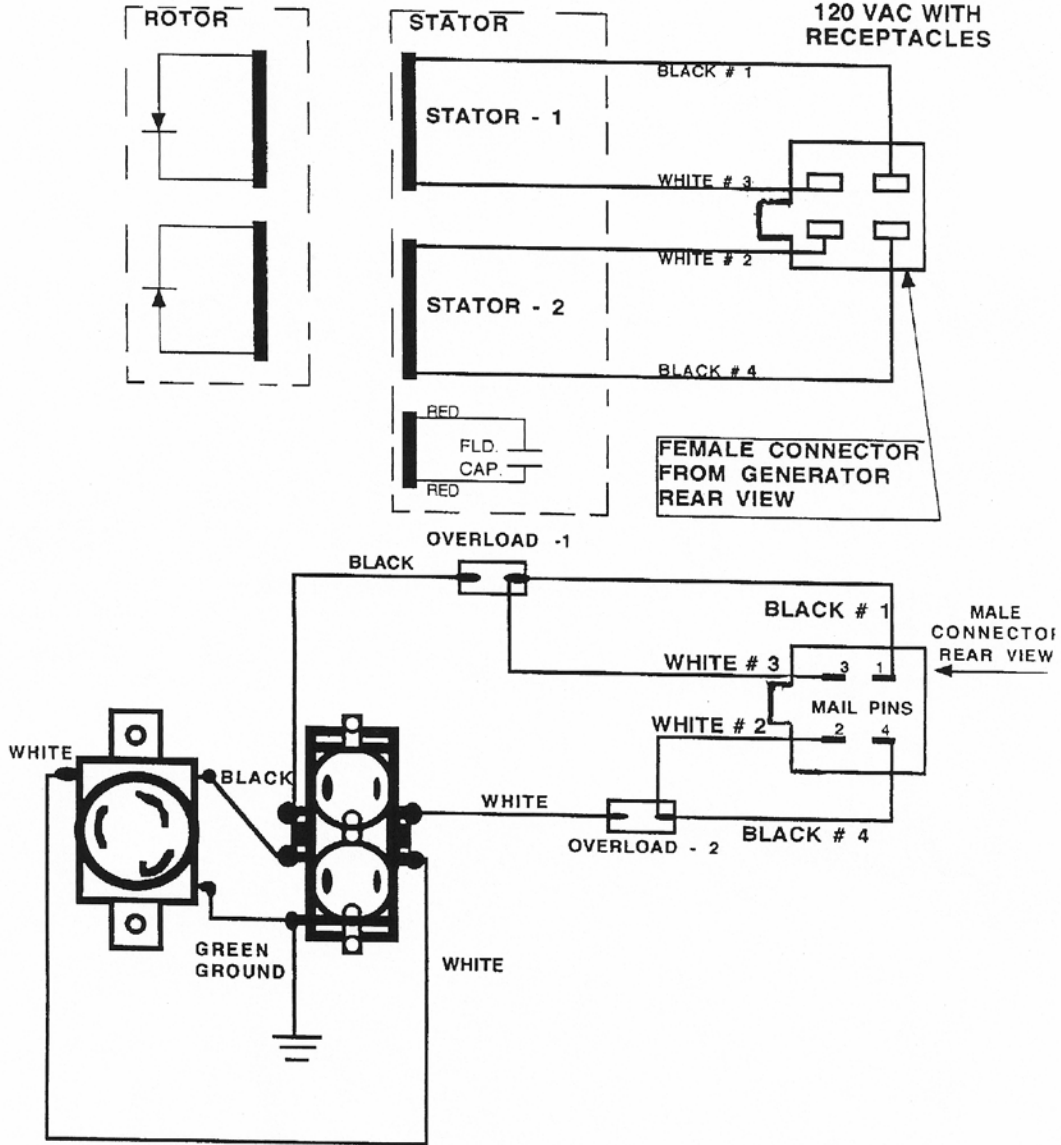 ROTOR
STATOR
120 VAC WITH
RECEPTACLES
BLACK # 1
STATOR - 1
WHITE # 3
WHITE # 2
STATOR - 2
BLACK # 4
RED
FLD.
CAP.
RED
FEMALE CONNECTOR
FROM GENERATOR
REAR VIEW
OVERLOAD -1
BLACK
BLACK # 1
MALE
CONNECTOR
REAR VIEW
WHITE # 3
3 1
MAIL PINS
WHITE # 2
2 4
WHITE
BLACK
WHITE
OVERLOAD - 2
BLACK # 4
GREEN
GROUND
WHITE